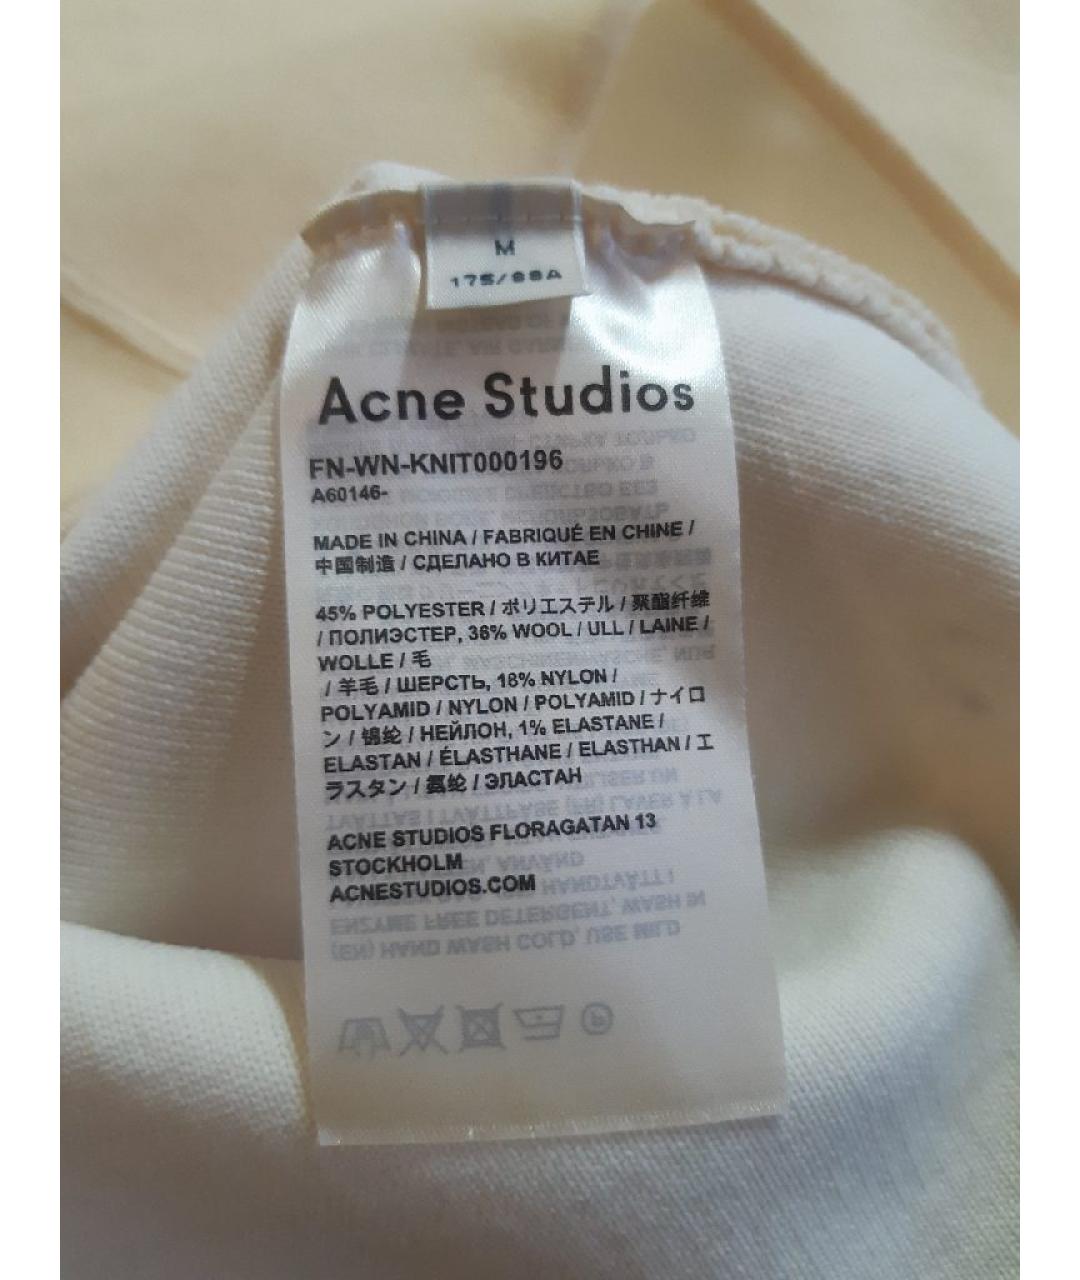 M
175/88A
Acne Studios
FN-WN-KNIT000196
A60146-
MADE IN CHINA / FABRIQUÉ EN CHINE /
中国制造 / СДЕЛАНО В КИТАЕ
45% POLYESTER / ポリエステル / 聚酯纤维
/ ПОЛИЭСТЕР, 36% WOOL / ULL / LAINE /
WOLLE / 毛
/ 羊毛 / ШЕРСТЬ, 18% NYLON /
POLYAMID / NYLON / POLYAMID / ナイロ
ン / 锦纶 / НЕЙЛОН, 1% ELASTANE /
ELASTAN / ÉLASTHANE / ELASTHAN / エ
ラスタン / 氨纶 / ЭЛАСТАН
ACNE STUDIOS FLORAGATAN 13
STOCKHOLM
ACNESTUDIOS.COM